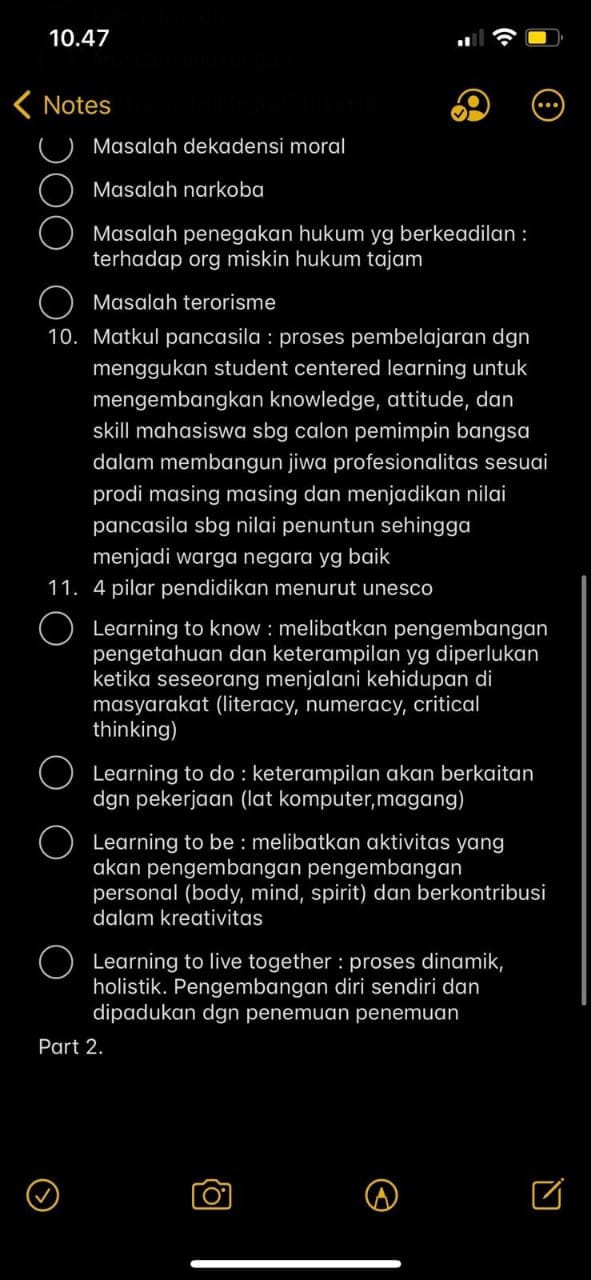 10.47
Notes
Masalah dekadensi moral
Masalah narkoba
Masalah penegakan hukum yg berkeadilan :
terhadap org miskin hukum tajam
Masalah terorisme
10. Matkul pancasila : proses pembelajaran dgn
menggukan student centered learning untuk
mengembangkan knowledge, attitude, dan
skill mahasiswa sbg calon pemimpin bangsa
dalam membangun jiwa profesionalitas sesuai
prodi masing masing dan menjadikan nilai
pancasila sbg nilai penuntun sehingga
menjadi warga negara yg baik
11. 4 pilar pendidikan menurut unesco
Learning to know : melibatkan pengembangan
pengetahuan dan keterampilan yg diperlukan
ketika seseorang menjalani kehidupan di
masyarakat (literacy, numeracy, critical
thinking)
Learning to do : keterampilan akan berkaitan
dgn pekerjaan (lat komputer,magang)
Learning to be : melibatkan aktivitas yang
akan pengembangan pengembangan
personal (body, mind, spirit) dan berkontribusi
dalam kreativitas
Learning to live together : proses dinamik,
holistik. Pengembangan diri sendiri dan
dipadukan dgn penemuan penemuan
Part 2.